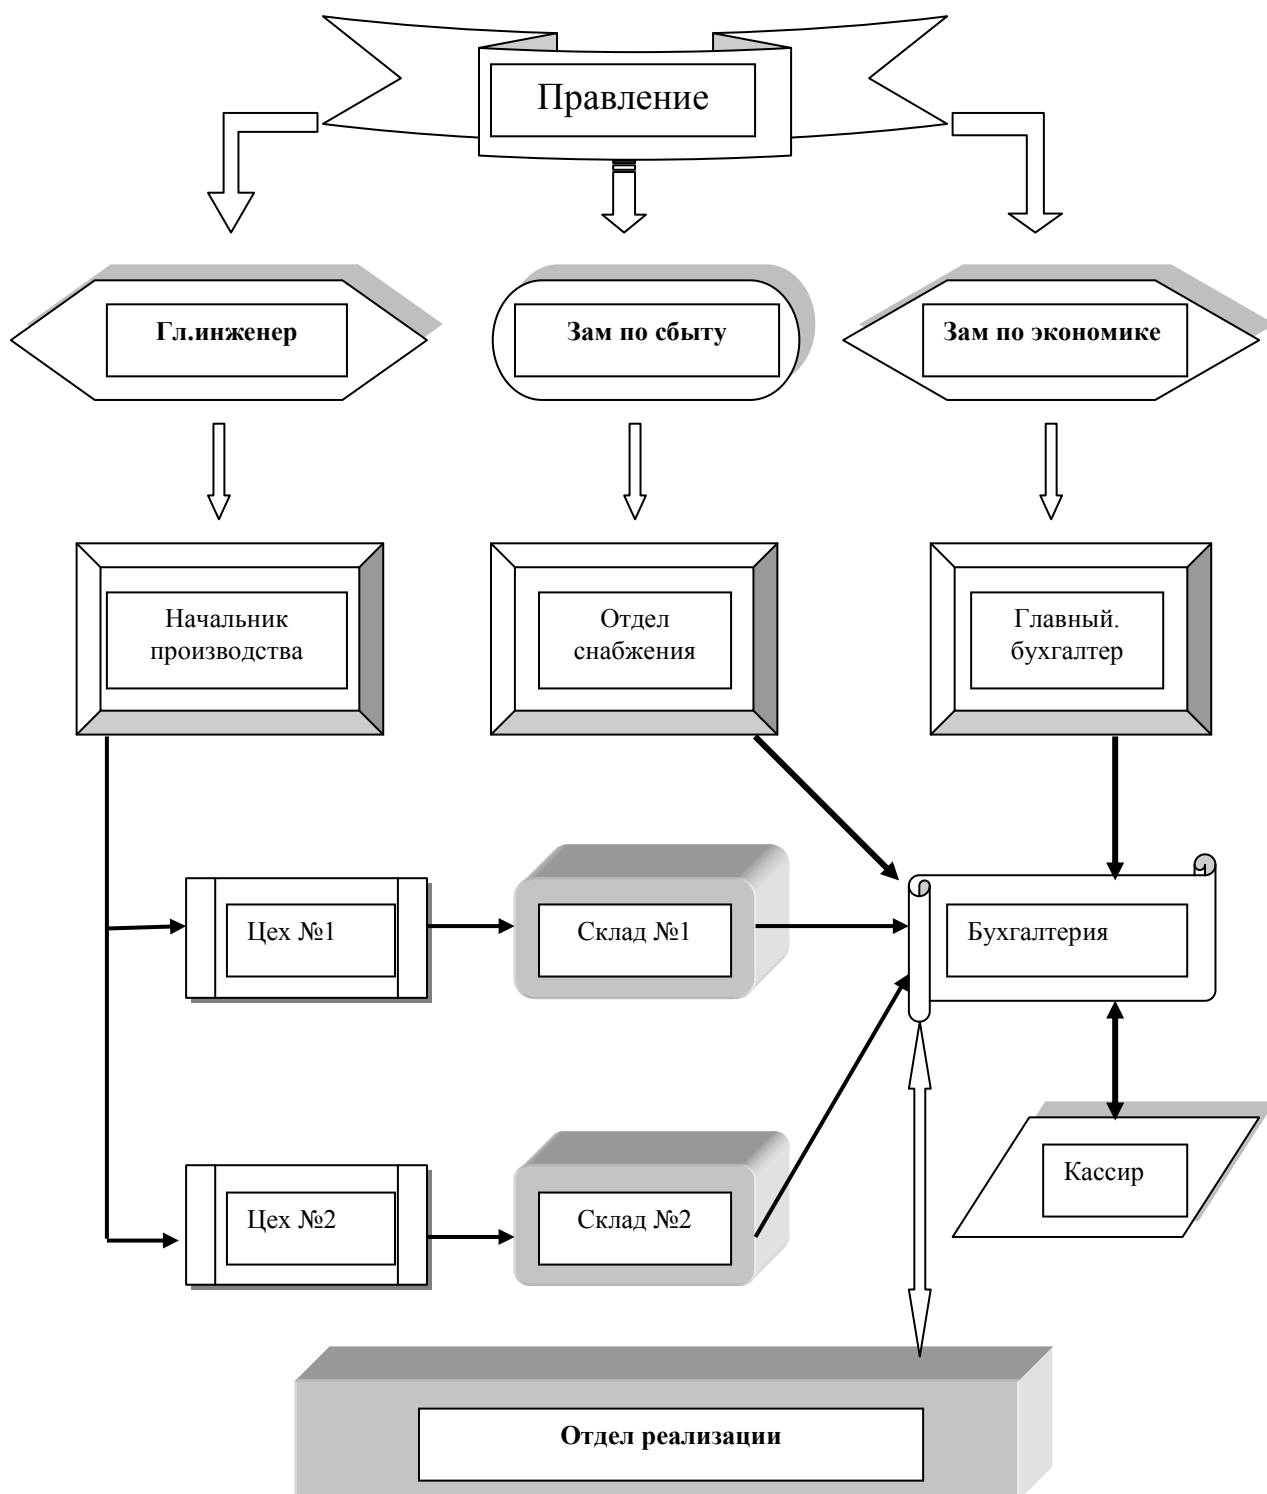 Правление
Гл.инженер
Зам по сбыту
Зам по экономике
Начальник
производства
Отдел
снабжения
Главный.
бухгалтер
Цех №1
Склад №1
Бухгалтерия
Цех №2
Склад №2
Кассир
Отдел реализации